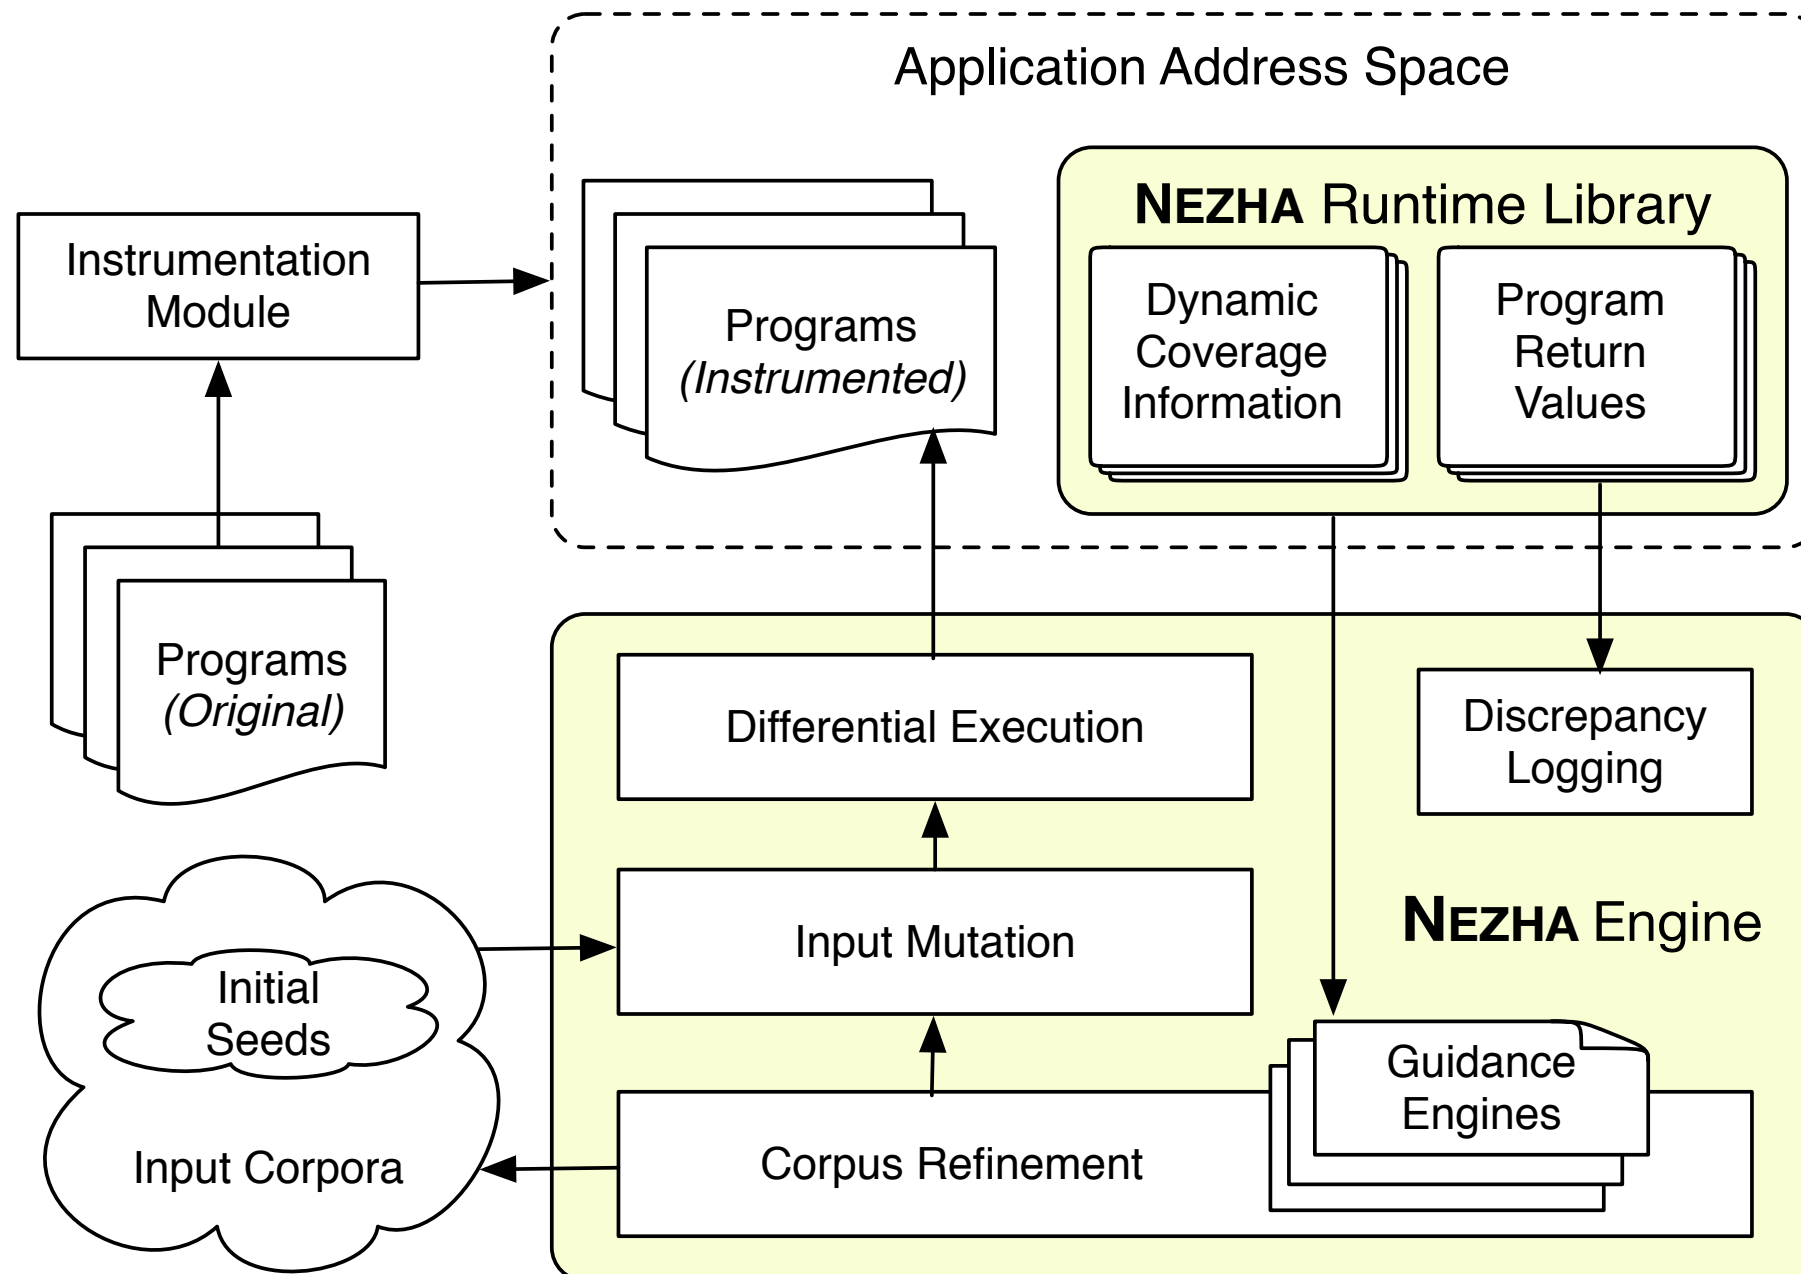 Application Address Space
NEZHA Runtime Library
Instrumentation
Module
Programs
(Instrumented)
Dynamic
Coverage
Information
Program
Return
Values
Programs
(Original)
Differential Execution
Discrepancy
Logging
Input Mutation
NEZHA Engine
Initial
Seeds
Input Corpora
Corpus Refinement
Guidance
Engines